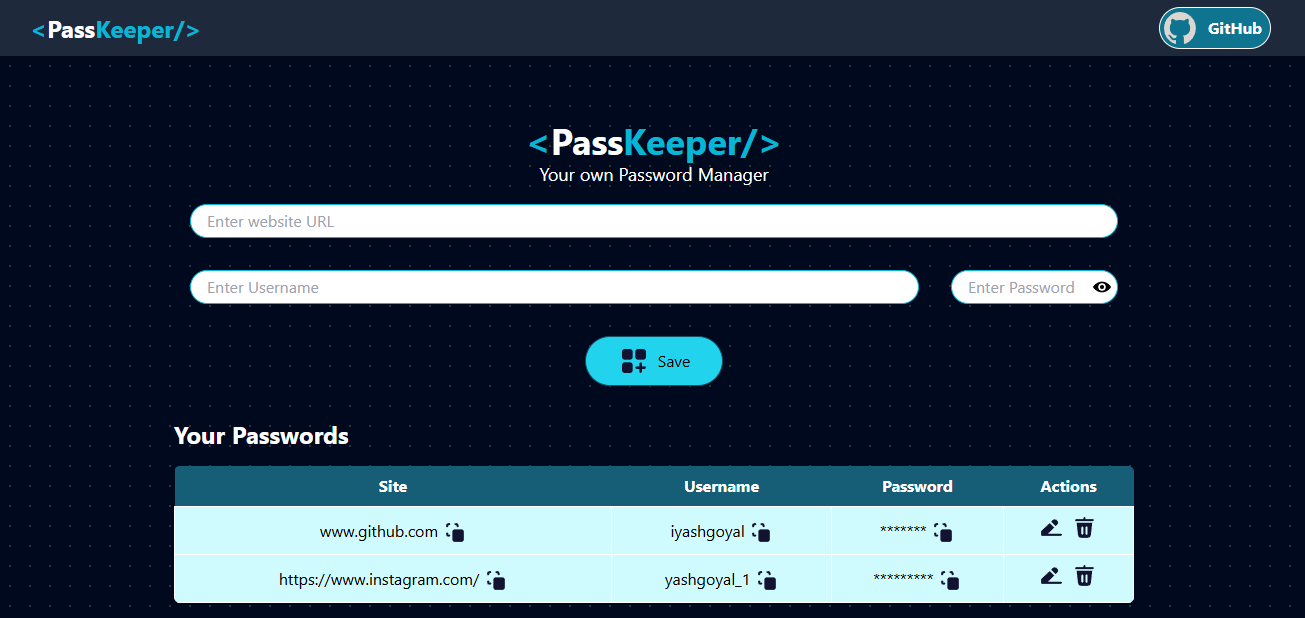 <PassKeeper/> GitHub
<PassKeeper/>
Your own Password Manager
Enter website URL
Enter Username Enter Password
Save
Your Passwords
Site Username Password Actions
www.github.com iyashgoyal *******
https://www.instagram.com/ yashgoyal_1 *********